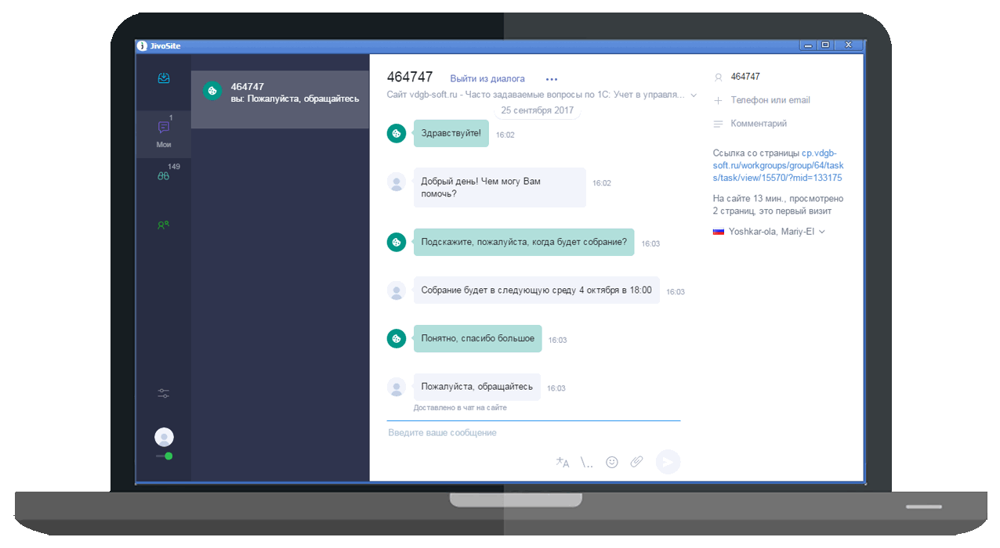 JivoSite
1
Мои
149
464747
вы: Пожалуйста, обращайтесь
464747 Выйти из диалога
Сайт vdgb-soft.ru - Часто задаваемые вопросы по 1С: Учет в управля...
25 сентября 2017
Здравствуйте! 16:02
Добрый день! Чем могу Вам
помочь? 16:02
Подскажите, пожалуйста, когда будет собрание? 16:03
Собрание будет в следующую среду 4 октября в 18:00 16:03
Понятно, спасибо большое 16:03
Пожалуйста, обращайтесь 16:03
Доставлено в чат на сайте
Введите ваше сообщение
464747
Телефон или email
Комментарий
Ссылка со страницы cp.vdgb-
soft.ru/workgroups/group/64/task
s/task/view/15570/?mid=133175
На сайте 13 мин., просмотрено
2 страниц, это первый визит
Yoshkar-ola, Mariy-El